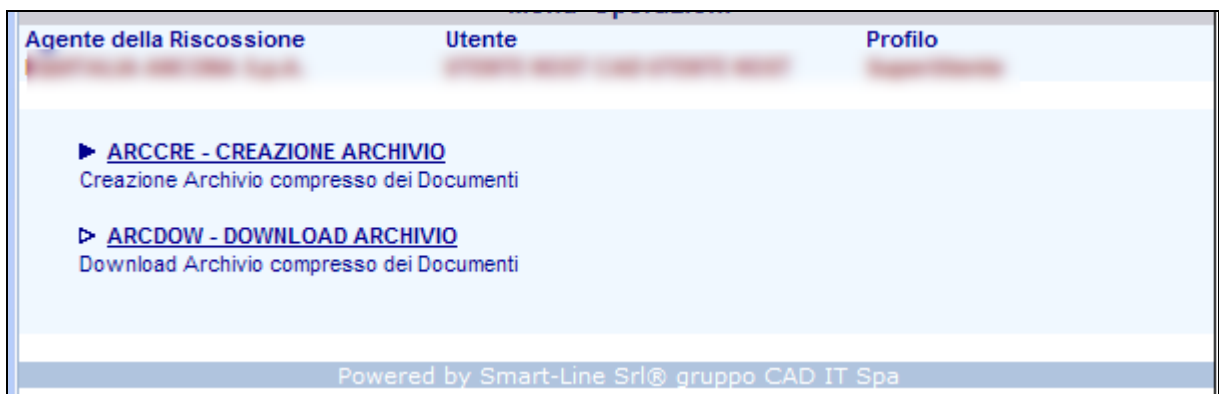 Agente della Riscossione Utente Profilo
ARCCRE - CREAZIONE ARCHIVIO
Creazione Archivio compresso dei Documenti
ARCDOW - DOWNLOAD ARCHIVIO
Download Archivio compresso dei Documenti
Powered by Smart-Line Srl® gruppo CAD IT Spa